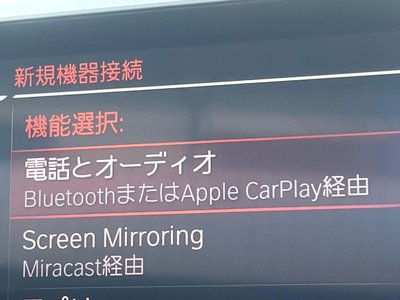 新規機器接続
機能選択:
電話とオーディオ
BluetoothまたはApple CarPlay経由
Screen Mirroring
Miracast経由